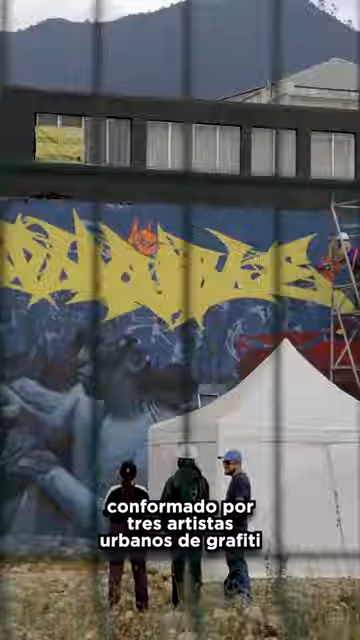 conformado por
tres artistas
urbanos de grafiti